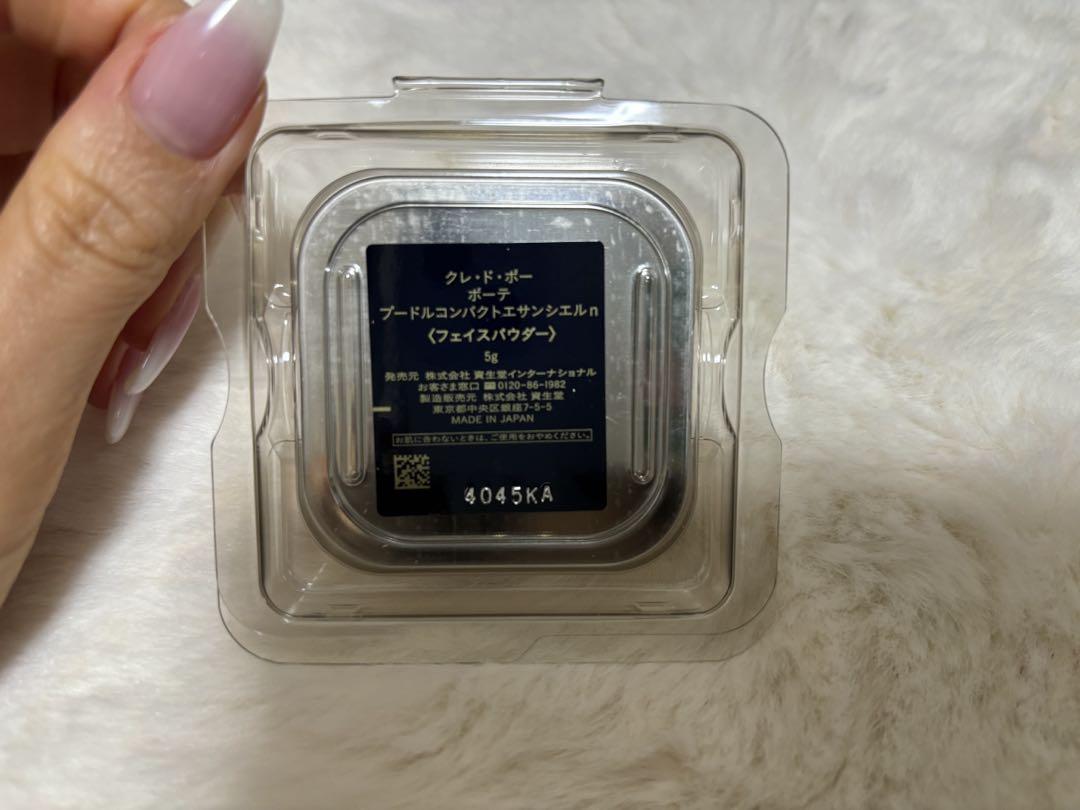 クレ・ド・ポー
ボーテ
プードルコンパクトエサンシエルn
〈フェイスパウダー〉
5g
発売元 株式会社 資生堂インターナショナル
お客さま窓口 0120-86-1982
製造販売元 株式会社 資生堂
東京都中央区銀座7-5-5
MADE IN JAPAN
お肌に合わないときは、ご使用をおやめください。
4045KA